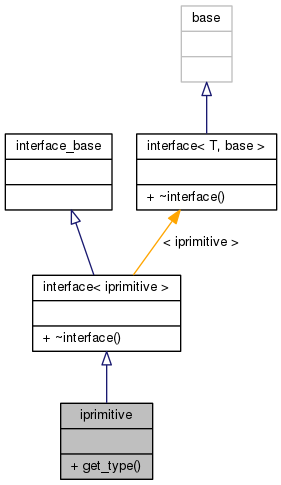 base
interface_base
interface< T, base >
+ ~interface()
< iprimitive >
interface< iprimitive >
+ ~interface()
iprimitive
+ get_type()